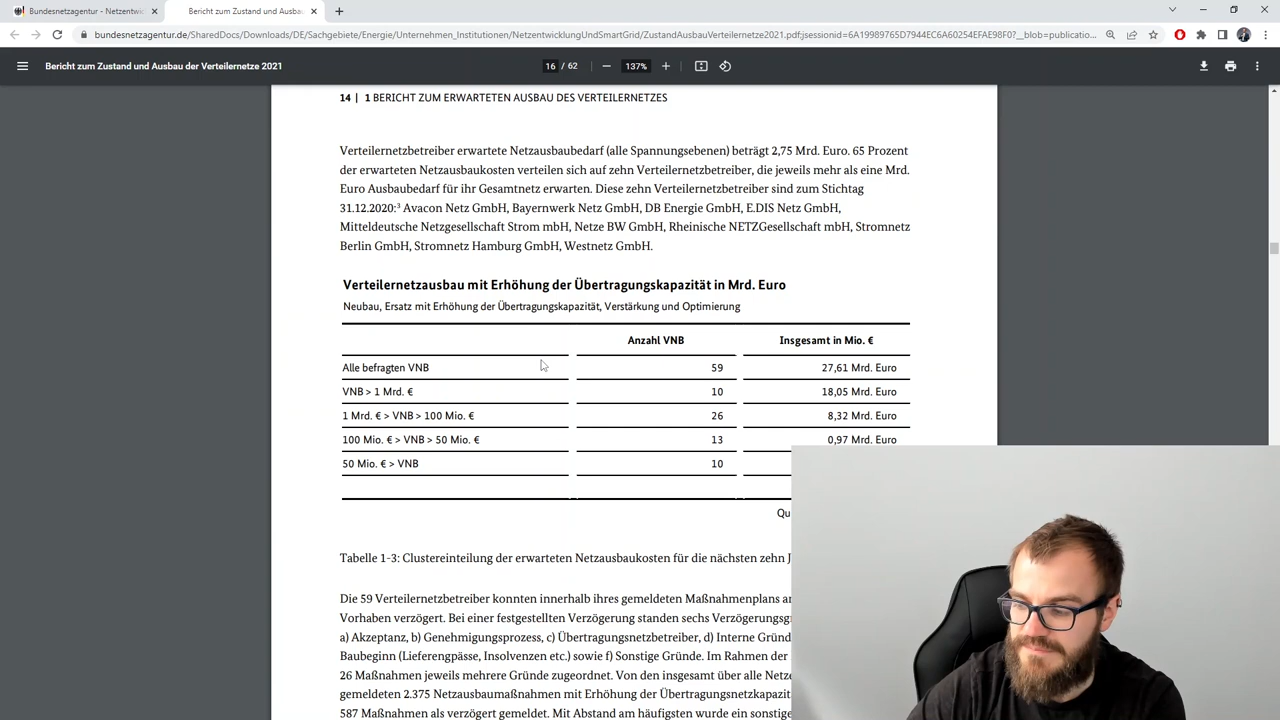 Bundesnetzagentur - Netzentwick
Bericht zum Zustand und Ausbau
bundesnetzagentur.de/SharedDocs/Downloads/DE/Sachgebiete/Energie/Unternehmen_Institutionen/NetzentwicklungUndSmartGrid/ZustandAusbauVerteilernetze2021.pdf;jsessionid=6A19989765D7944EC6A60254EFAE98F0?__blob=publicatio...
Bericht zum Zustand und Ausbau der Verteilernetze 2021
16 / 62
137%
14 | 1 BERICHT ZUM ERWARTETEN AUSBAU DES VERTEILERNETZES
Verteilernetzbetreiber erwartete Netzausbaubedarf (alle Spannungsebenen) beträgt 2,75 Mrd. Euro. 65 Prozent
der erwarteten Netzausbaukosten verteilen sich auf zehn Verteilernetzbetreiber, die jeweils mehr als eine Mrd.
Euro Ausbaubedarf für ihr Gesamtnetz erwarten. Diese zehn Verteilernetzbetreiber sind zum Stichtag
31.12.2020:³ Avacon Netz GmbH, Bayernwerk Netz GmbH, DB Energie GmbH, E.DIS Netz GmbH,
Mitteldeutsche Netzgesellschaft Strom mbH, Netze BW GmbH, Rheinische NETZGesellschaft mbH, Stromnetz
Berlin GmbH, Stromnetz Hamburg GmbH, Westnetz GmbH.
Verteilernetzausbau mit Erhöhung der Übertragungskapazität in Mrd. Euro
Neubau, Ersatz mit Erhöhung der Übertragungskapazität, Verstärkung und Optimierung
Anzahl VNB Insgesamt in Mio. €
Alle befragten VNB 59 27,61 Mrd. Euro
VNB > 1 Mrd. € 10 18,05 Mrd. Euro
1 Mrd. € > VNB > 100 Mio. € 26 8,32 Mrd. Euro
100 Mio. € > VNB > 50 Mio. € 13 0,97 Mrd. Euro
50 Mio. € > VNB 10
Qu
Tabelle 1-3: Clustereinteilung der erwarteten Netzausbaukosten für die nächsten zehn J
Die 59 Verteilernetzbetreiber konnten innerhalb ihres gemeldeten Maßnahmenplans an
Vorhaben verzögert. Bei einer festgestellten Verzögerung standen sechs Verzögerungsgr
a) Akzeptanz, b) Genehmigungsprozess, c) Übertragungsnetzbetreiber, d) Interne Gründ
Baubeginn (Lieferengpässe, Insolvenzen etc.) sowie f) Sonstige Gründe. Im Rahmen der
26 Maßnahmen jeweils mehrere Gründe zugeordnet. Von den insgesamt über alle Netze
gemeldeten 2.375 Netzausbaumaßnahmen mit Erhöhung der Übertragungsnetzkapazit
587 Maßnahmen als verzögert gemeldet. Mit Abstand am häufigsten wurde ein sonstige